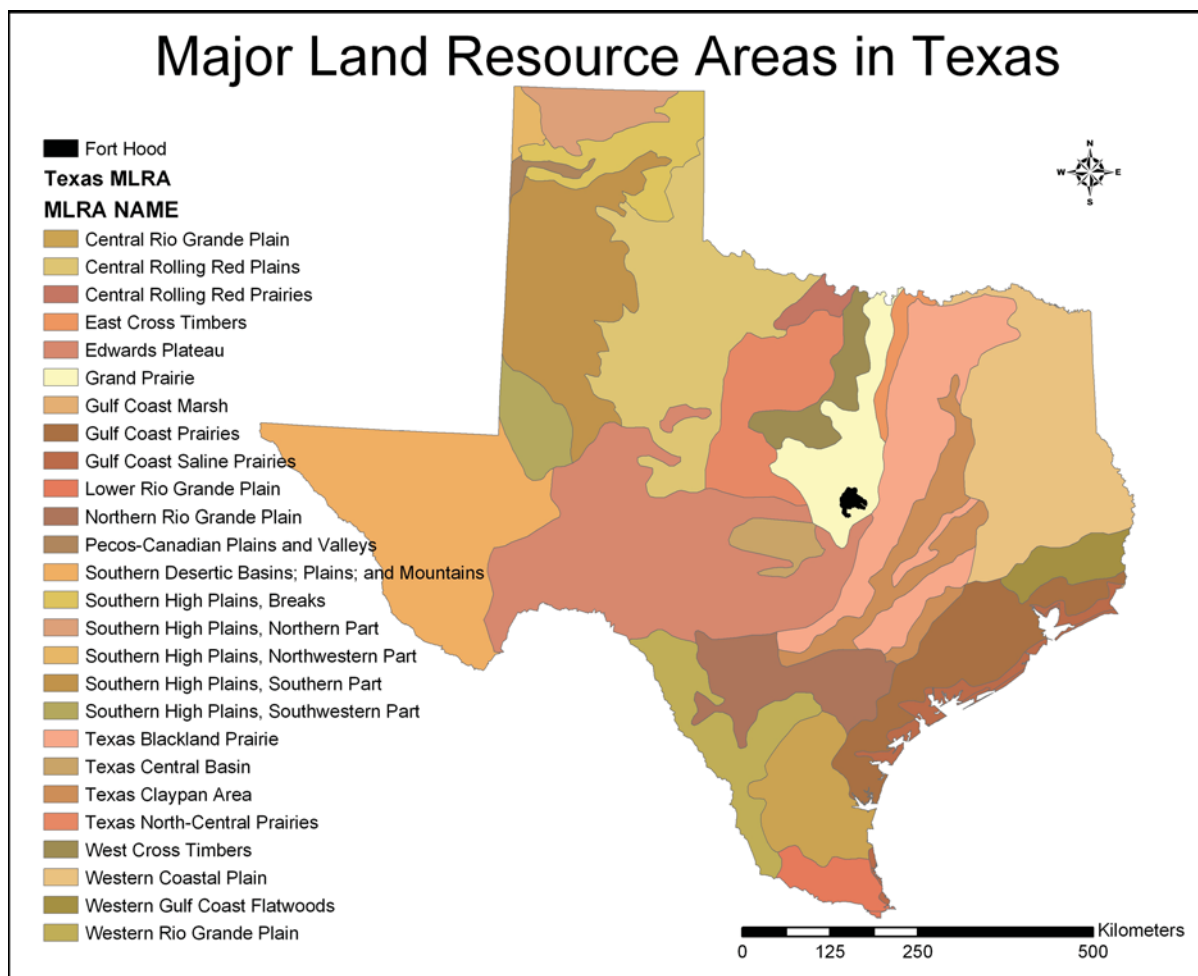 Major Land Resource Areas in Texas
Fort Hood
Texas MLRA
MLRA NAME
Central Rio Grande Plain
Central Rolling Red Plains
Central Rolling Red Prairies
East Cross Timbers
Edwards Plateau
Grand Prairie
Gulf Coast Marsh
Gulf Coast Prairies
Gulf Coast Saline Prairies
Lower Rio Grande Plain
Northern Rio Grande Plain
Pecos-Canadian Plains and Valleys
Southern Desertic Basins; Plains; and Mountains
Southern High Plains, Breaks
Southern High Plains, Northern Part
Southern High Plains, Northwestern Part
Southern High Plains, Southern Part
Southern High Plains, Southwestern Part
Texas Blackland Prairie
Texas Central Basin
Texas Claypan Area
Texas North-Central Prairies
West Cross Timbers
Western Coastal Plain
Western Gulf Coast Flatwoods
Western Rio Grande Plain
N
W E
S
Kilometers
0 125 250 500